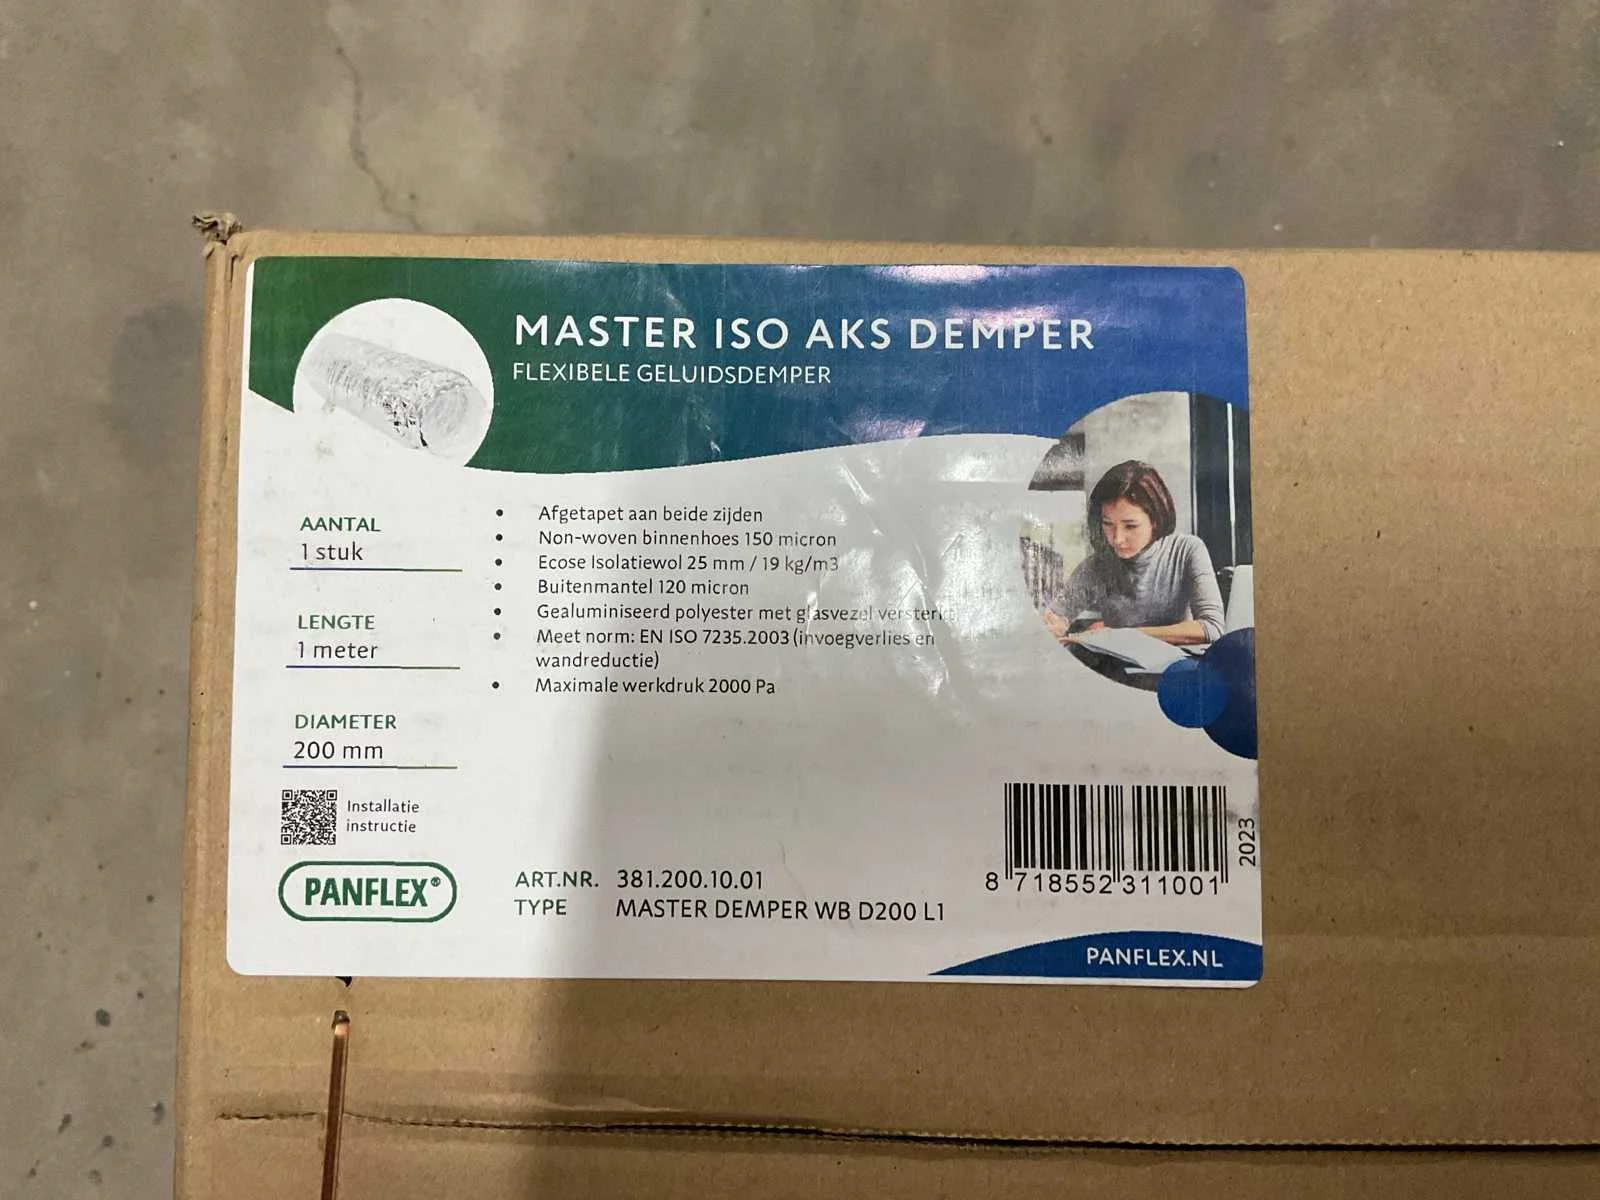 MASTER ISO AKS DEMPER
FLEXIBELE GELUIDSDEMPER
AANTAL
1 stuk
LENGTE
1 meter
DIAMETER
200 mm
• Afgetapet aan beide zijden
• Non-woven binnenhoes 150 micron
• Ecose Isolatiewol 25 mm / 19 kg/m3
• Buitenmantel 120 micron
• Gealuminiseerd polyester met glasvezel versterkt
• Meet norm: EN ISO 7235.2003 (invoegverlies en
wandreductie)
• Maximale werkdruk 2000 Pa
Installatie
instructie
PANFLEX®
ART.NR. 381.200.10.01
TYPE MASTER DEMPER WB D200 L1
8 718552 311001
2023
PANFLEX.NL